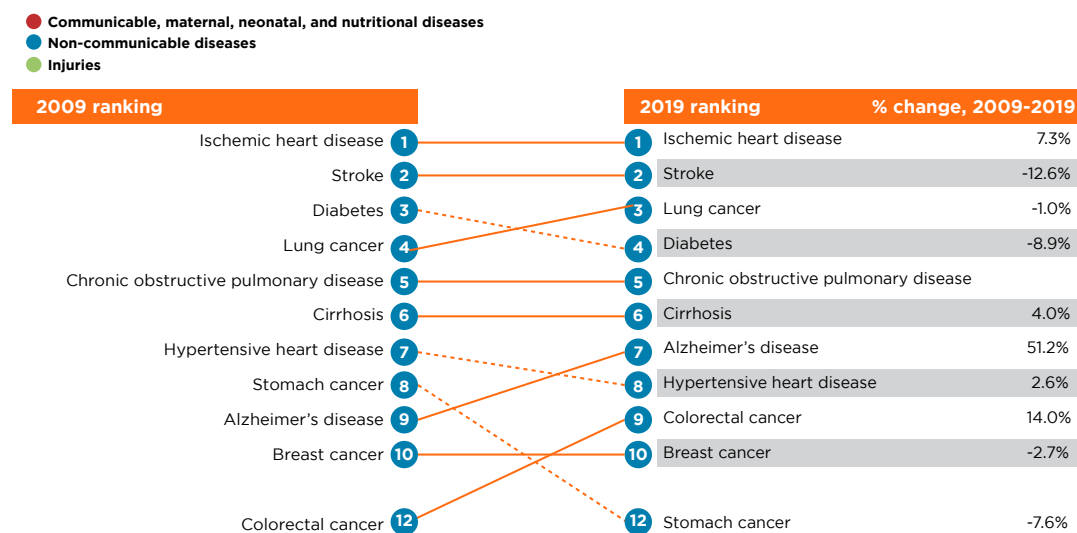 Communicable, maternal, neonatal, and nutritional diseases
Non-communicable diseases
Injuries
2009 ranking 2019 ranking % change, 2009-2019
Ischemic heart disease 1 1 Ischemic heart disease 7.3%
Stroke 2 2 Stroke -12.6%
Diabetes 3 3 Lung cancer -1.0%
Lung cancer 4 4 Diabetes -8.9%
Chronic obstructive pulmonary disease 5 5 Chronic obstructive pulmonary disease
Cirrhosis 6 6 Cirrhosis 4.0%
Hypertensive heart disease 7 7 Alzheimer’s disease 51.2%
Stomach cancer 8 8 Hypertensive heart disease 2.6%
Alzheimer’s disease 9 9 Colorectal cancer 14.0%
Breast cancer 10 10 Breast cancer -2.7%
Colorectal cancer 12 12 Stomach cancer -7.6%